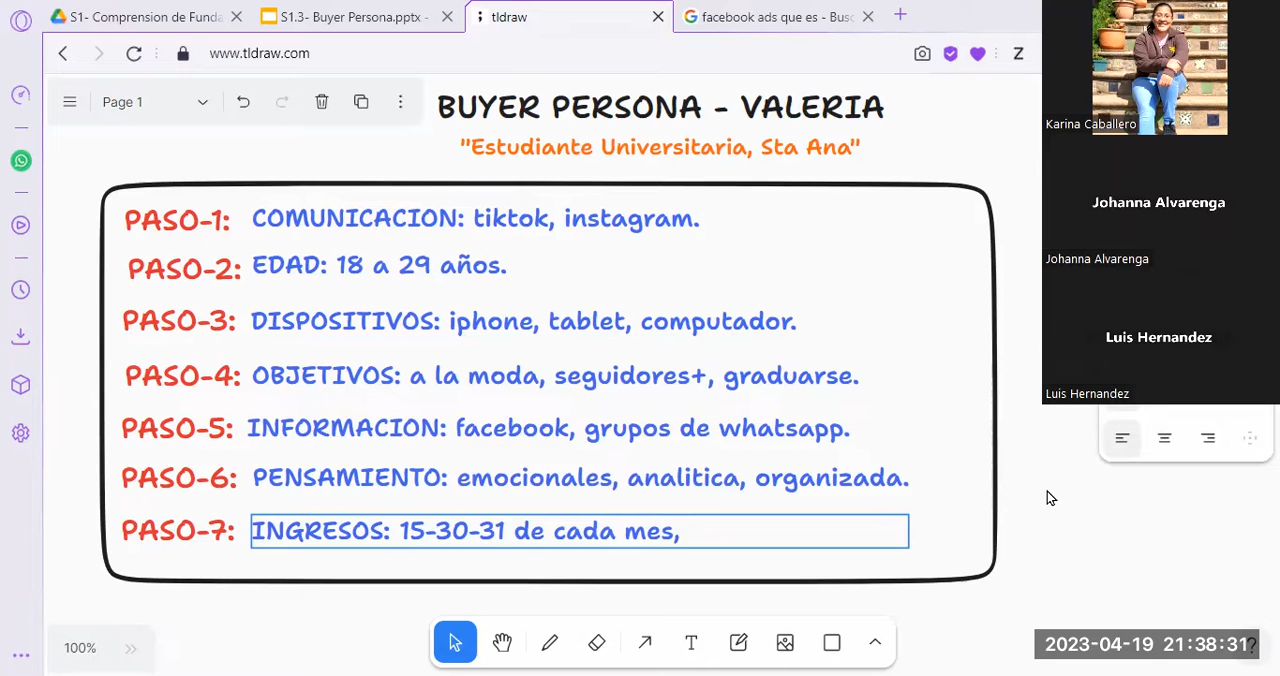 S1- Comprension de Funda
S1.3- Buyer Persona.pptx -
tldraw
facebook ads que es - Bus
www.tldraw.com
Page 1
BUYER PERSONA - VALERIA
"Estudiante Universitaria, Sta Ana"
PASO-1: COMUNICACION: tiktok, instagram.
PASO-2: EDAD: 18 a 29 años.
PASO-3: DISPOSITIVOS: iphone, tablet, computador.
PASO-4: OBJETIVOS: a la moda, seguidores+, graduarse.
PASO-5: INFORMACION: facebook, grupos de whatsapp.
PASO-6: PENSAMIENTO: emocionales, analitica, organizada.
PASO-7: INGRESOS: 15-30-31 de cada mes,
100%
Karina Caballero
Johanna Alvarenga
Johanna Alvarenga
Luis Hernandez
Luis Hernandez
2023-04-19 21:38:31